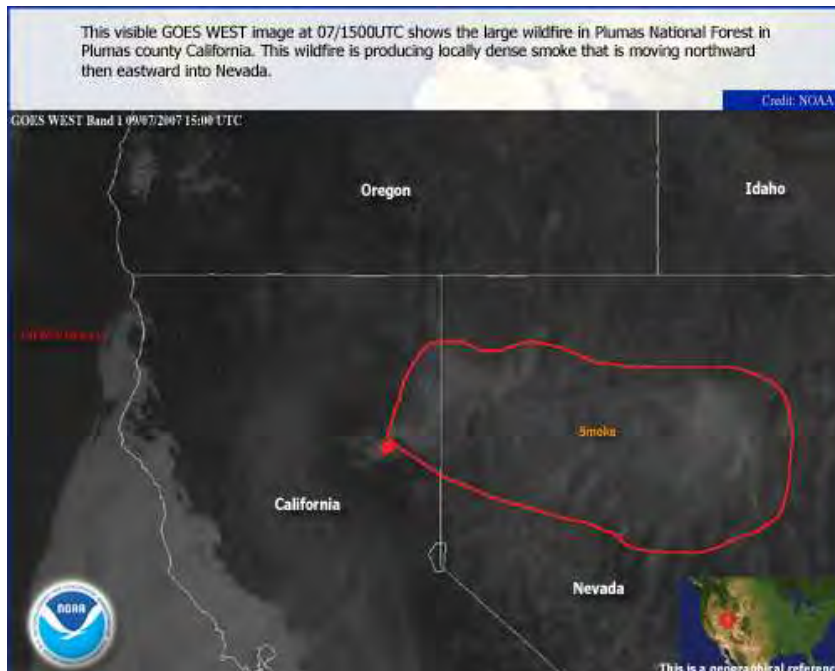 This visible GOES WEST image at 07/1500UTC shows the large wildfire in Plumas National Forest in
Plumas county California. This wildfire is producing locally dense smoke that is moving northward
then eastward into Nevada.
Credit: NOAA
GOES WEST Band 1 09/07/2007 15:00 UTC
Oregon
Idaho
Smoke
California
Nevada
NOAA
This is a geographical referenc